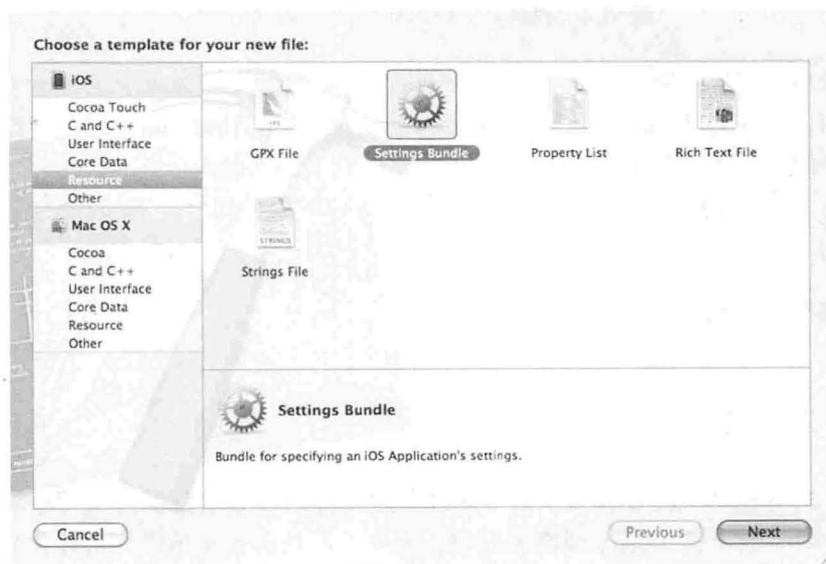 Choose a template for your new file:
iOS
Cocoa Touch
C and C++
User Interface
Core Data
Resource
Other
Mac OS X
Cocoa
C and C++
User Interface
Core Data
Resource
Other
GPX File
Settings Bundle
Property List
Rich Text File
STRINGS
Strings File
Settings Bundle
Bundle for specifying an iOS Application's settings.
Cancel
Previous
Next